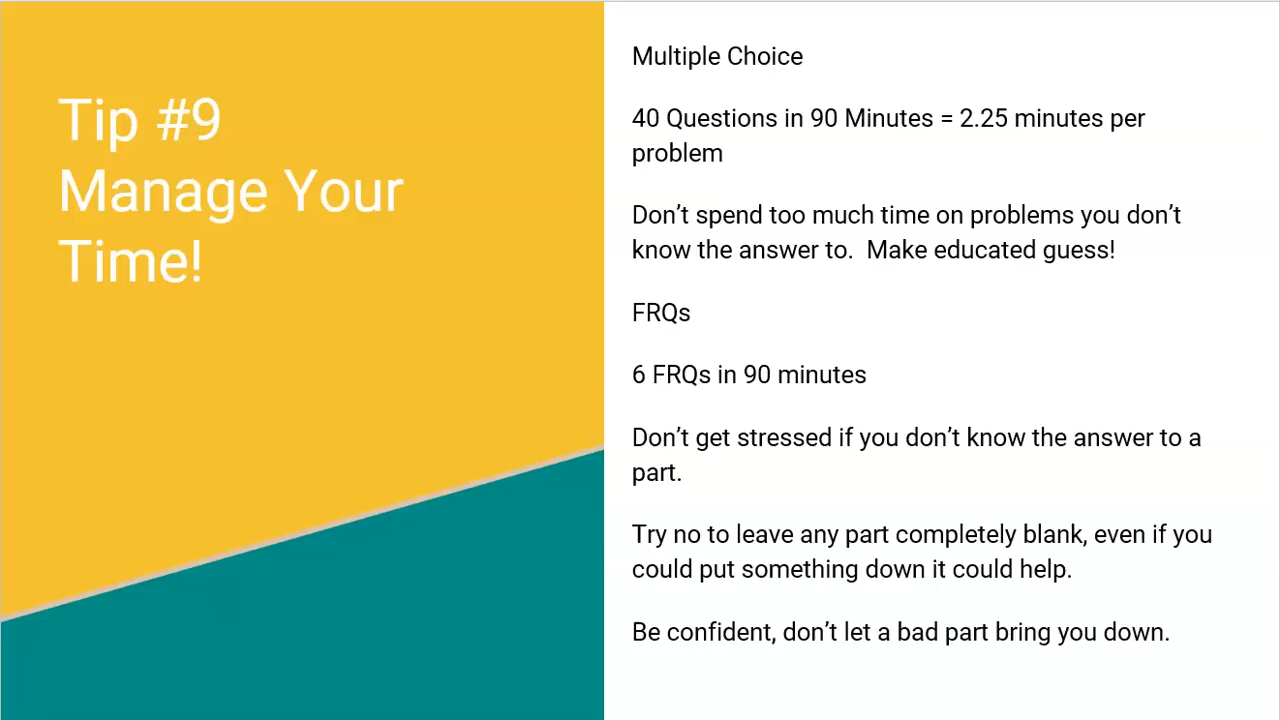 Tip #9
Manage Your
Time!
Multiple Choice
40 Questions in 90 Minutes = 2.25 minutes per
problem
Don’t spend too much time on problems you don’t
know the answer to.  Make educated guess!
FRQs
6 FRQs in 90 minutes
Don’t get stressed if you don’t know the answer to a
part.
Try no to leave any part completely blank, even if you
could put something down it could help.
Be confident, don’t let a bad part bring you down.